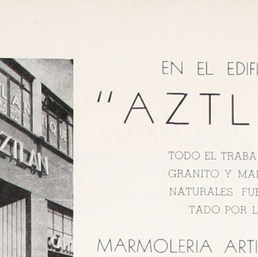 EN EL EDIFI
"AZTL
TODO EL TRABA
GRANITO Y MAR
NATURALES FUE
TADO POR L
MARMOLERIA ARTI
AZTLAN